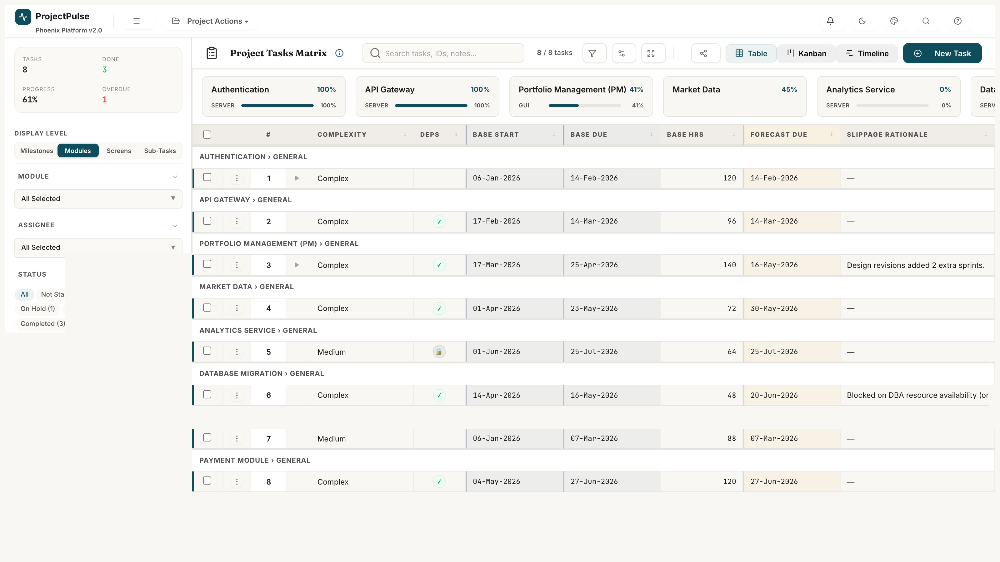 ProjectPulse
Phoenix Platform v2.0
Project Actions
TASKS
8
DONE
3
PROGRESS
61%
OVERDUE
1
DISPLAY LEVEL
Milestones Modules Screens Sub-Tasks
MODULE
All Selected
ASSIGNEE
All Selected
STATUS
All Not Sta
On Hold (1)
Completed (3)
Project Tasks Matrix
Search tasks, IDs, notes...
8 / 8 tasks
Table Kanban Timeline
New Task
Authentication 100%
SERVER 100%
API Gateway 100%
SERVER 100%
Portfolio Management (PM) 41%
GUI 41%
Market Data 45%
Analytics Service 0%
SERVER 0%
Data
SERV
# COMPLEXITY DEPS BASE START BASE DUE BASE HRS FORECAST DUE SLIPPAGE RATIONALE
AUTHENTICATION › GENERAL
1 Complex 06-Jan-2026 14-Feb-2026 120 14-Feb-2026 —
API GATEWAY › GENERAL
2 Complex ✓ 17-Feb-2026 14-Mar-2026 96 14-Mar-2026 —
PORTFOLIO MANAGEMENT (PM) › GENERAL
3 Complex ✓ 17-Mar-2026 25-Apr-2026 140 16-May-2026 Design revisions added 2 extra sprints.
MARKET DATA › GENERAL
4 Complex ✓ 01-Apr-2026 23-May-2026 72 30-May-2026 —
ANALYTICS SERVICE › GENERAL
5 Medium 01-Jun-2026 25-Jul-2026 64 25-Jul-2026 —
DATABASE MIGRATION › GENERAL
6 Complex ✓ 14-Apr-2026 16-May-2026 48 20-Jun-2026 Blocked on DBA resource availability (on
7 Medium 06-Jan-2026 07-Mar-2026 88 07-Mar-2026 —
PAYMENT MODULE › GENERAL
8 Complex ✓ 04-May-2026 27-Jun-2026 120 27-Jun-2026 —